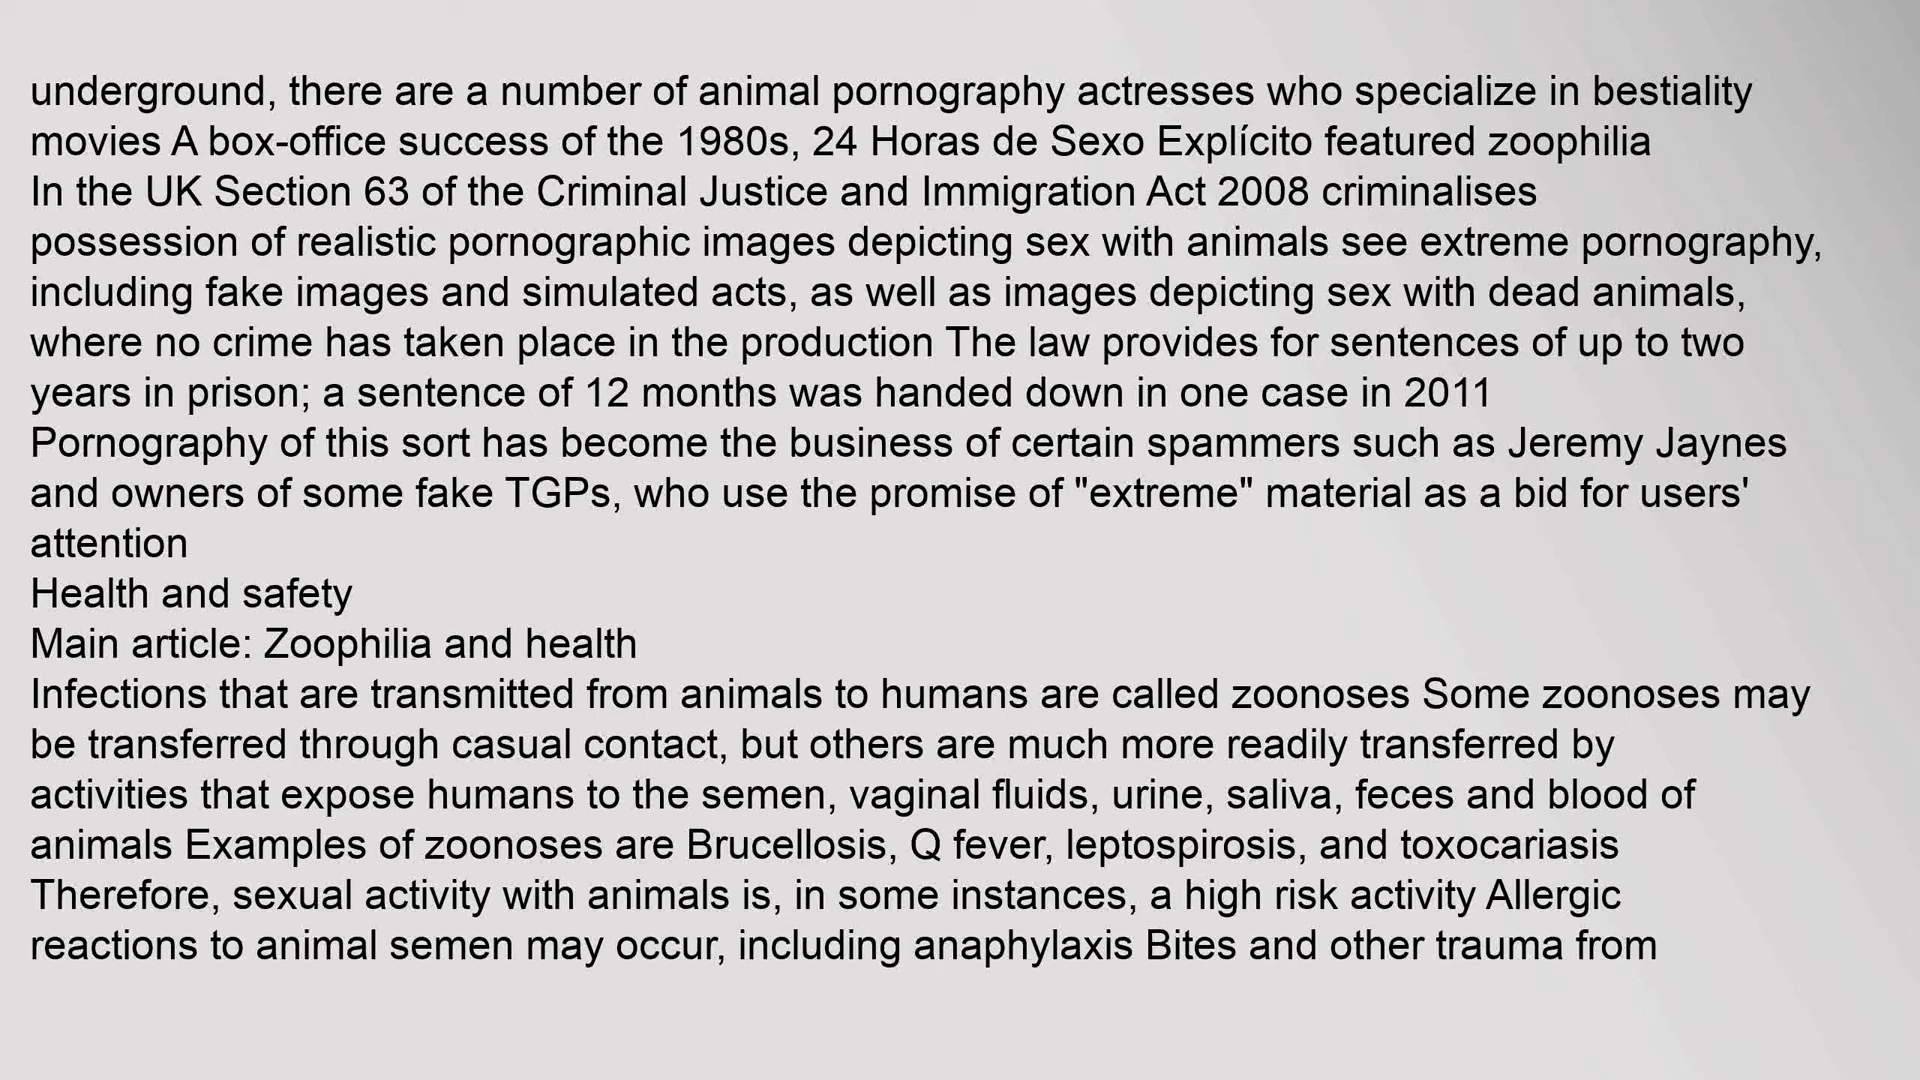 underground, there are a number of animal pornography actresses who specialize in bestiality
movies A box-office success of the 1980s, 24 Horas de Sexo Explícito featured zoophilia
In the UK Section 63 of the Criminal Justice and Immigration Act 2008 criminalises
possession of realistic pornographic images depicting sex with animals see extreme pornography,
including fake images and simulated acts, as well as images depicting sex with dead animals,
where no crime has taken place in the production The law provides for sentences of up to two
years in prison; a sentence of 12 months was handed down in one case in 2011
Pornography of this sort has become the business of certain spammers such as Jeremy Jaynes
and owners of some fake TGPs, who use the promise of "extreme" material as a bid for users'
attention
Health and safety
Main article: Zoophilia and health
Infections that are transmitted from animals to humans are called zoonoses Some zoonoses may
be transferred through casual contact, but others are much more readily transferred by
activities that expose humans to the semen, vaginal fluids, urine, saliva, feces and blood of
animals Examples of zoonoses are Brucellosis, Q fever, leptospirosis, and toxocariasis
Therefore, sexual activity with animals is, in some instances, a high risk activity Allergic
reactions to animal semen may occur, including anaphylaxis Bites and other trauma from